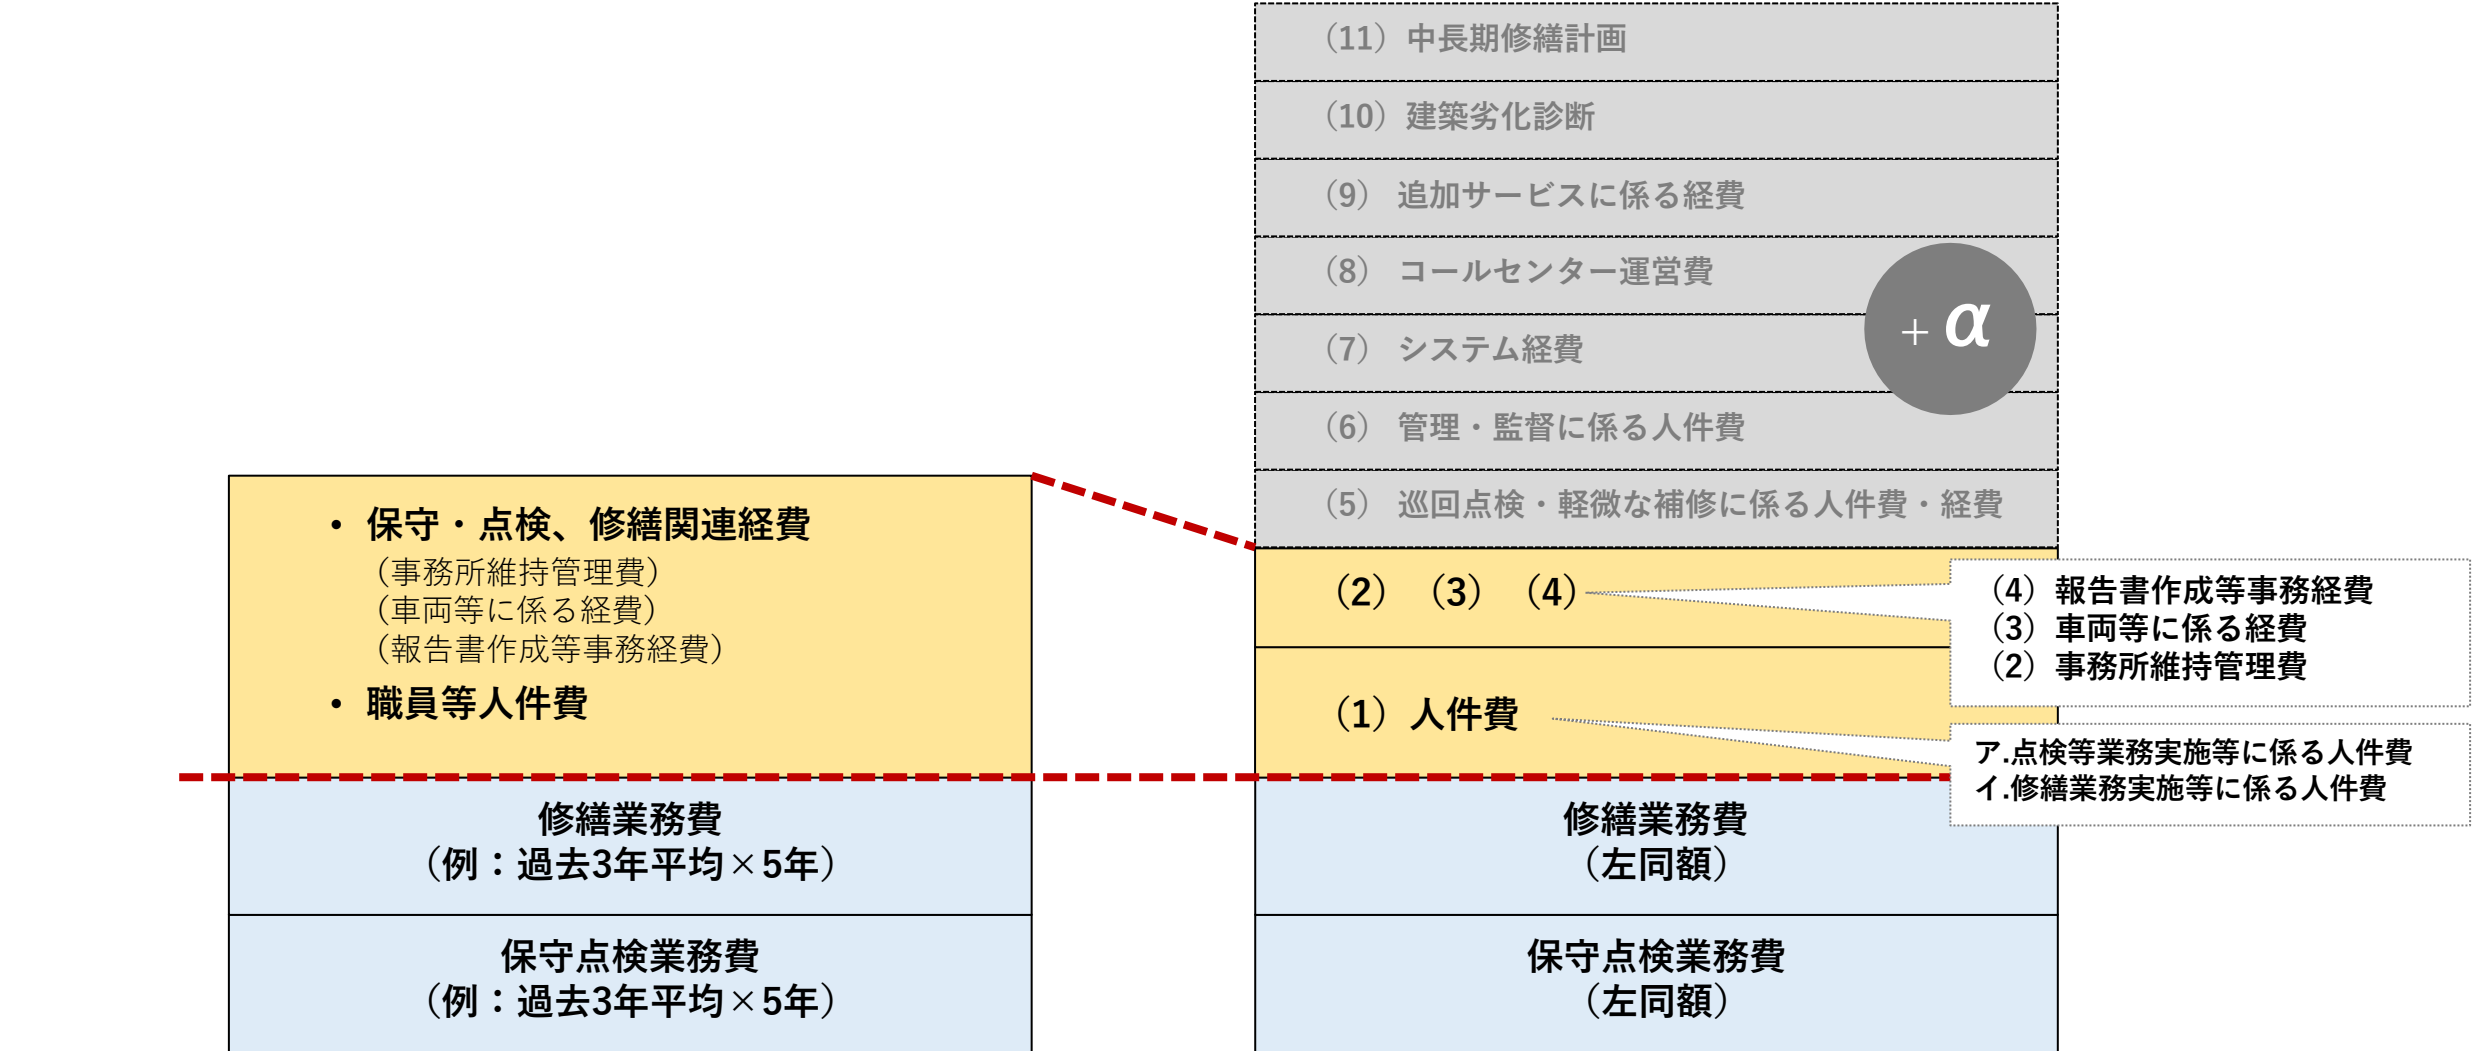 ・保守・点検、修繕関連経費
（事務所維持管理費）
（車両等に係る経費）
（報告書作成等事務経費）
・職員等人件費
修繕業務費
（例：過去3年平均×5年）
保守点検業務費
（例：過去3年平均×5年）
（11）中長期修繕計画
（10）建築劣化診断
（9） 追加サービスに係る経費
（8） コールセンター運営費
（7） システム経費
（6） 管理・監督に係る人件費
（5） 巡回点検・軽微な補修に係る人件費・経費
+ α
（2）（3）（4）
（4）報告書作成等事務経費
（3）車両等に係る経費
（2）事務所維持管理費
（1）人件費
ア.点検等業務実施等に係る人件費
イ.修繕業務実施等に係る人件費
修繕業務費
（左同額）
保守点検業務費
（左同額）